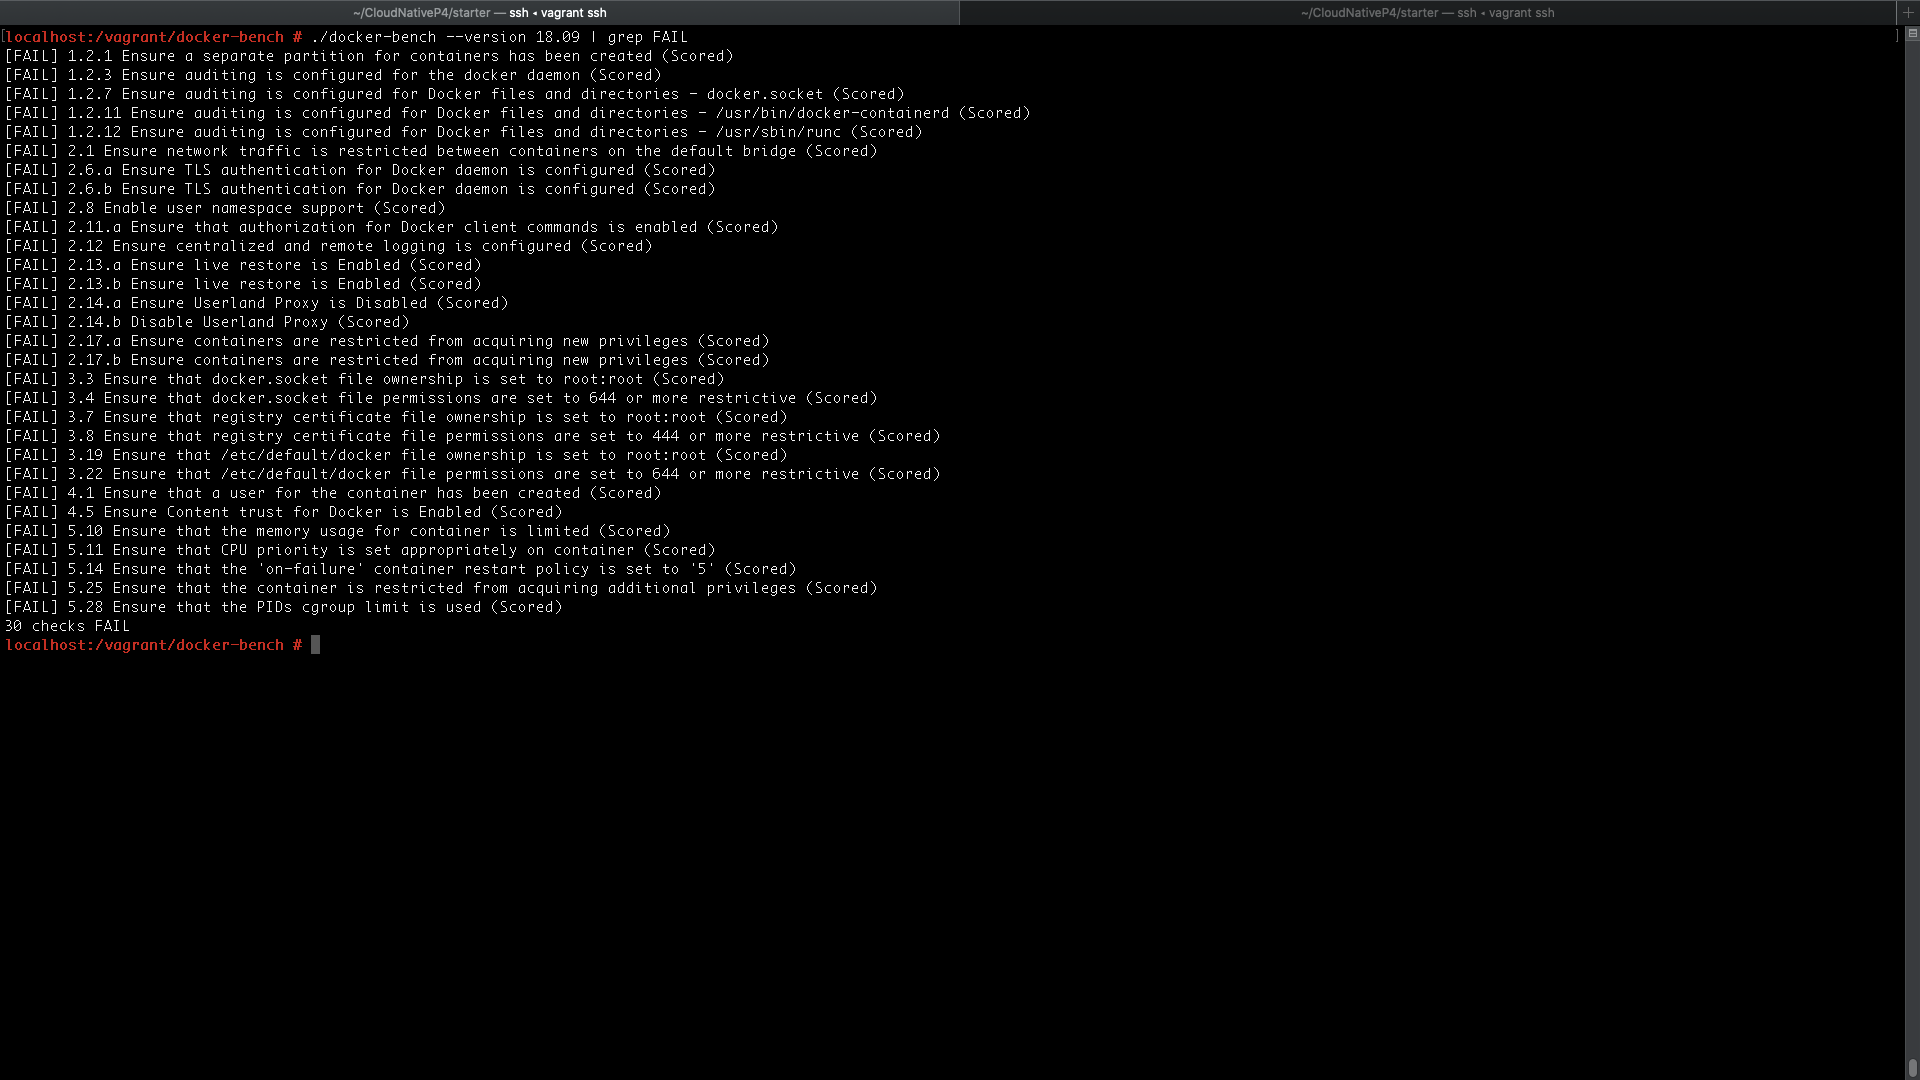 ~/CloudNativeP4/starter — ssh ◂ vagrant ssh
~/CloudNativeP4/starter — ssh ◂ vagrant ssh
localhost:/vagrant/docker-bench # ./docker-bench --version 18.09 | grep FAIL
[FAIL] 1.2.1 Ensure a separate partition for containers has been created (Scored)
[FAIL] 1.2.3 Ensure auditing is configured for the docker daemon (Scored)
[FAIL] 1.2.7 Ensure auditing is configured for Docker files and directories - docker.socket (Scored)
[FAIL] 1.2.11 Ensure auditing is configured for Docker files and directories - /usr/bin/docker-containerd (Scored)
[FAIL] 1.2.12 Ensure auditing is configured for Docker files and directories - /usr/sbin/runc (Scored)
[FAIL] 2.1 Ensure network traffic is restricted between containers on the default bridge (Scored)
[FAIL] 2.6.a Ensure TLS authentication for Docker daemon is configured (Scored)
[FAIL] 2.6.b Ensure TLS authentication for Docker daemon is configured (Scored)
[FAIL] 2.8 Enable user namespace support (Scored)
[FAIL] 2.11.a Ensure that authorization for Docker client commands is enabled (Scored)
[FAIL] 2.12 Ensure centralized and remote logging is configured (Scored)
[FAIL] 2.13.a Ensure live restore is Enabled (Scored)
[FAIL] 2.13.b Ensure live restore is Enabled (Scored)
[FAIL] 2.14.a Ensure Userland Proxy is Disabled (Scored)
[FAIL] 2.14.b Disable Userland Proxy (Scored)
[FAIL] 2.17.a Ensure containers are restricted from acquiring new privileges (Scored)
[FAIL] 2.17.b Ensure containers are restricted from acquiring new privileges (Scored)
[FAIL] 3.3 Ensure that docker.socket file ownership is set to root:root (Scored)
[FAIL] 3.4 Ensure that docker.socket file permissions are set to 644 or more restrictive (Scored)
[FAIL] 3.7 Ensure that registry certificate file ownership is set to root:root (Scored)
[FAIL] 3.8 Ensure that registry certificate file permissions are set to 444 or more restrictive (Scored)
[FAIL] 3.19 Ensure that /etc/default/docker file ownership is set to root:root (Scored)
[FAIL] 3.22 Ensure that /etc/default/docker file permissions are set to 644 or more restrictive (Scored)
[FAIL] 4.1 Ensure that a user for the container has been created (Scored)
[FAIL] 4.5 Ensure Content trust for Docker is Enabled (Scored)
[FAIL] 5.10 Ensure that the memory usage for container is limited (Scored)
[FAIL] 5.11 Ensure that CPU priority is set appropriately on container (Scored)
[FAIL] 5.14 Ensure that the 'on-failure' container restart policy is set to '5' (Scored)
[FAIL] 5.25 Ensure that the container is restricted from acquiring additional privileges (Scored)
[FAIL] 5.28 Ensure that the PIDs cgroup limit is used (Scored)
30 checks FAIL
localhost:/vagrant/docker-bench #